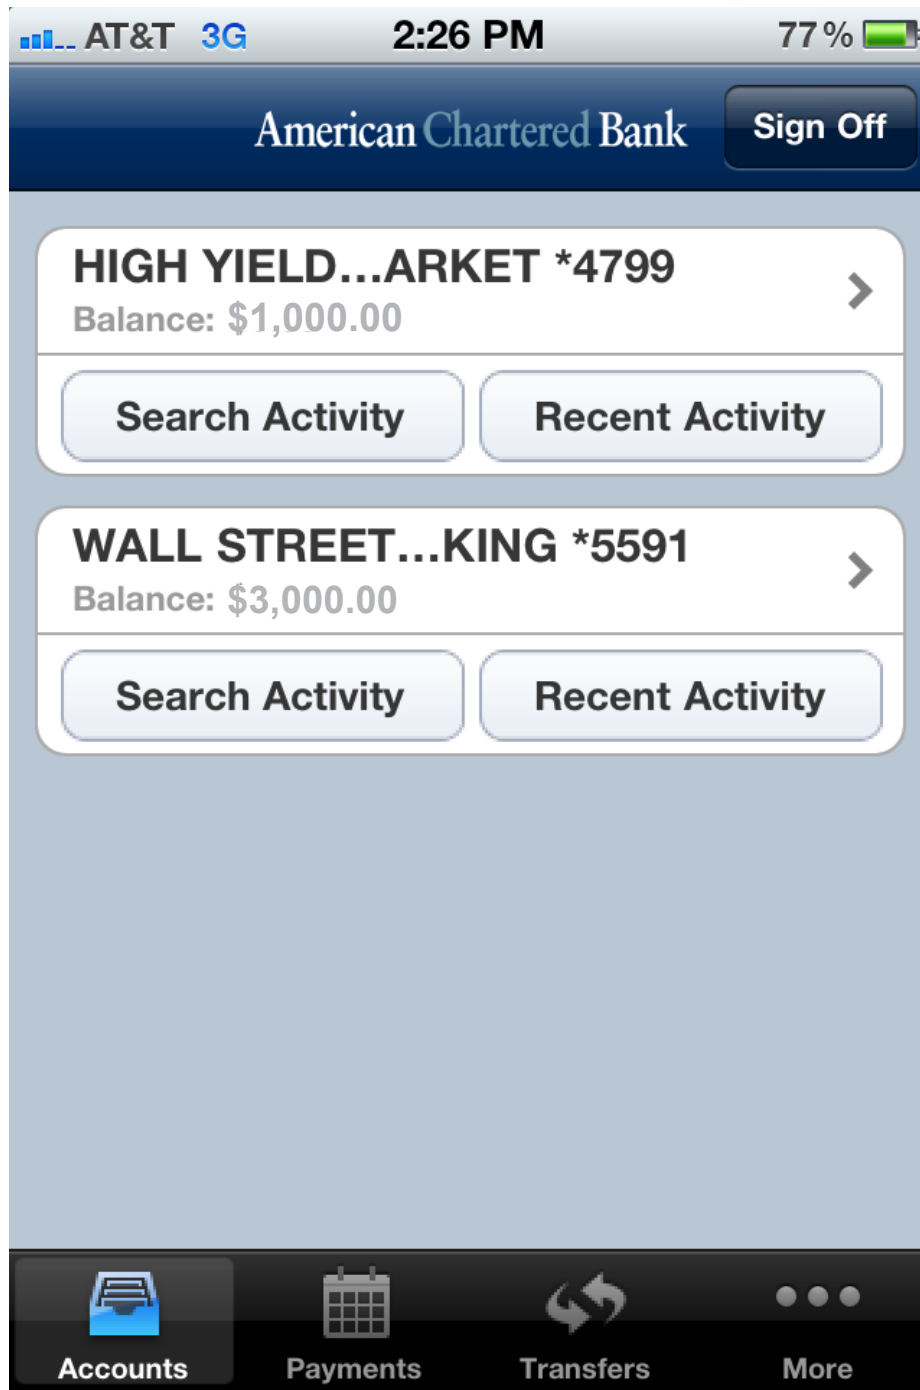 AT&T 3G 2:26 PM 77%
American Chartered Bank Sign Off
HIGH YIELD...ARKET *4799
Balance: $1,000.00
Search Activity Recent Activity
WALL STREET...KING *5591
Balance: $3,000.00
Search Activity Recent Activity
Accounts Payments Transfers More